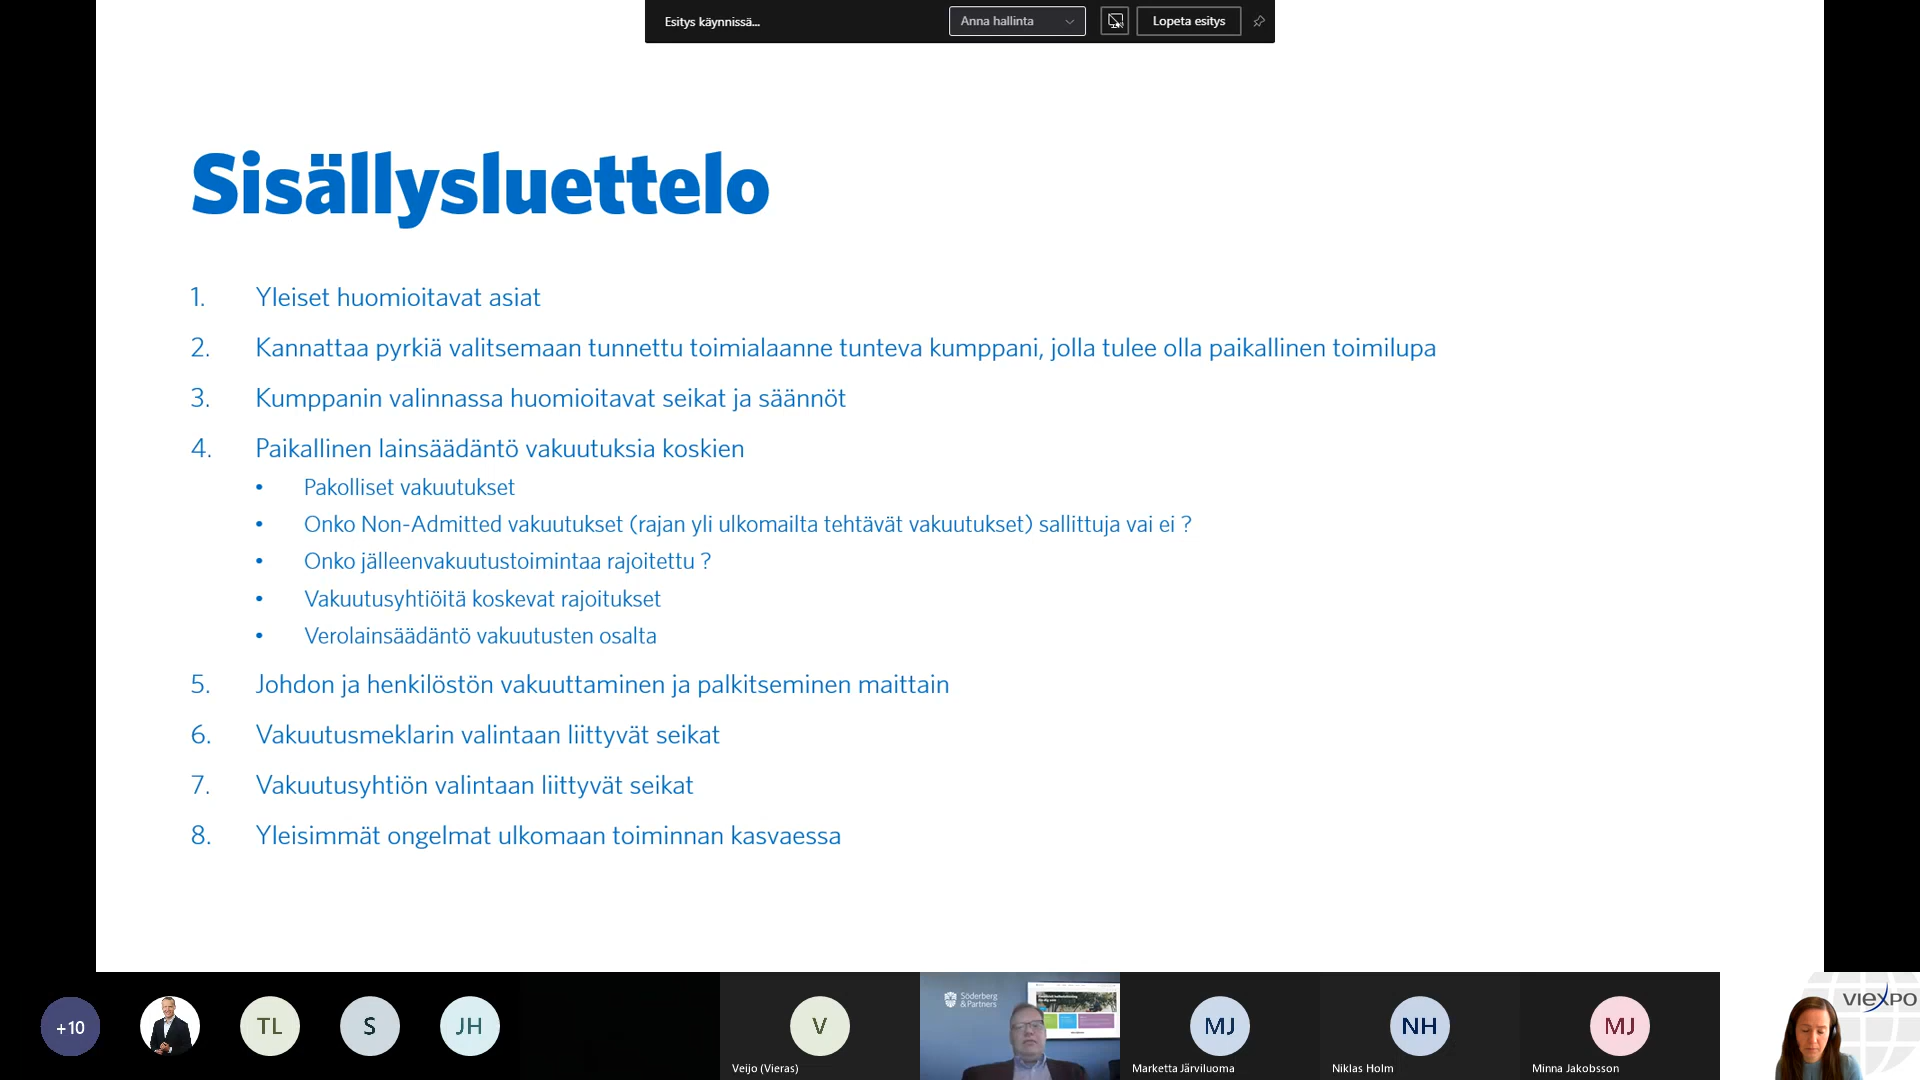 Esitys käynnissä...
Anna hallinta
Lopeta esitys
Sisällysluettelo
1. Yleiset huomioitavat asiat
2. Kannattaa pyrkiä valitsemaan tunnettu toimialaanne tunteva kumppani, jolla tulee olla paikallinen toimilupa
3. Kumppanin valinnassa huomioitavat seikat ja säännöt
4. Paikallinen lainsäädäntö vakuutuksia koskien
• Pakolliset vakuutukset
• Onko Non-Admitted vakuutukset (rajan yli ulkomailta tehtävät vakuutukset) sallittuja vai ei ?
• Onko jälleenvakuutustoimintaa rajoitettu ?
• Vakuutusyhtiöitä koskevat rajoitukset
• Verolainsäädäntö vakuutusten osalta
5. Johdon ja henkilöstön vakuuttaminen ja palkitseminen maittain
6. Vakuutusmeklarin valintaan liittyvät seikat
7. Vakuutusyhtiön valintaan liittyvät seikat
8. Yleisimmät ongelmat ulkomaan toiminnan kasvaessa
+10
TL
S
JH
V
Veijo (Vieras)
Söderberg
& Partners
MJ
Marketta Järviluoma
NH
Niklas Holm
MJ
Minna Jakobsson
VIEXPO